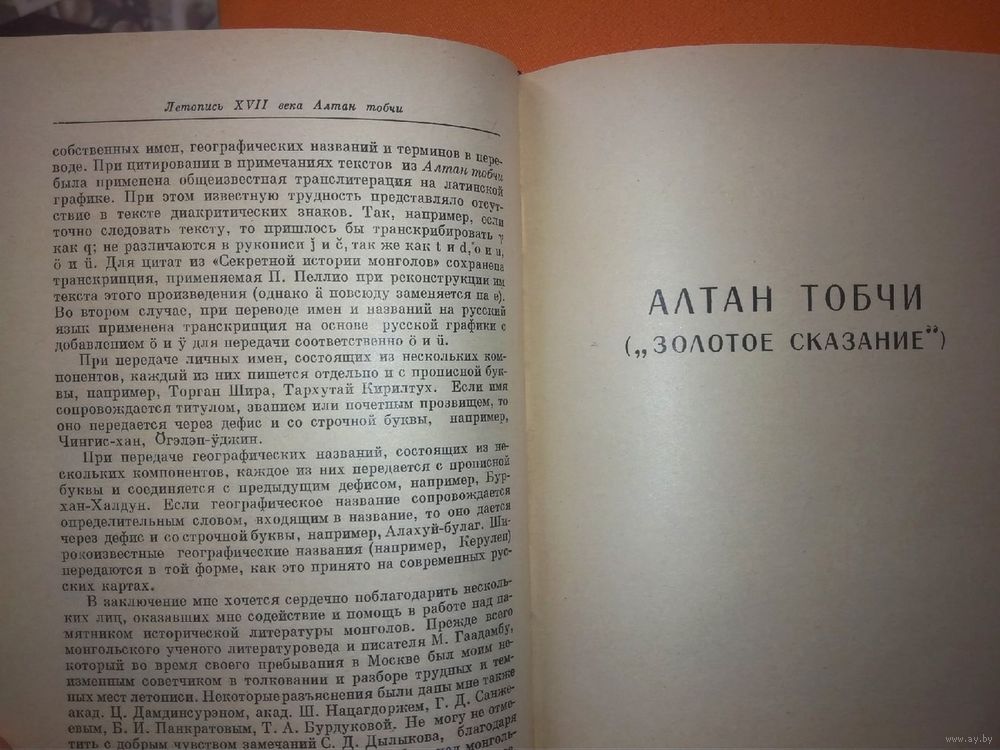 Летопись XVII века Алтан тобчи
собственных имен, географических названий и терминов в пере-
воде. При цитировании в примечаниях текстов из Алтан тобчи
была применена общеизвестная транслитерация на латинской
графике. При этом известную трудность представляло отсут-
ствие в тексте диакритических знаков. Так, например, если
точно следовать тексту, то пришлось бы транскрибировать γ
как q; не различаются в рукописи ǰ и č, так же как t и d, o и u,
ö и ü. Для цитат из «Секретной истории монголов» сохранена
транскрипция, применяемая П. Пеллио при реконструкции им
текста этого произведения (однако ä повсюду заменяется на e).
Во втором случае, при переводе имен и названий на русский
язык применена транскрипция на основе русской графики с
добавлением ö и ÿ для передачи соответственно ö и ü.
При передаче личных имен, состоящих из нескольких ком-
понентов, каждый из них пишется отдельно и с прописной бук-
вы, например, Торган Шира, Тархутай Кирилтух. Если имя
сопровождается титулом, званием или почетным прозвищем, то
оно передается через дефис и со строчной буквы, например,
Чингис-хан, Öгэлэн-ӱджин.
При передаче географических названий, состоящих из не-
скольких компонентов, каждое из них передается с прописной
буквы и соединяется с предыдущим дефисом, например, Бур-
хан-Халдун. Если географическое название сопровождается
определительным словом, входящим в название, то оно дается
через дефис и со строчной буквы, например, Алахуй-булаг. Ши-
рокоизвестные географические названия (например, Керулен)
передаются в той форме, как это принято на современных рус-
ских картах.
В заключение мне хочется сердечно поблагодарить несколь-
ких лиц, оказавших мне содействие и помощь в работе над па-
мятником исторической литературы монголов. Прежде всего
монгольского ученого литературоведа и писателя М. Гаадамбу,
который во время своего пребывания в Москве был моим не-
изменным советчиком в толковании и разборе трудных и тем-
ных мест летописи. Некоторые разъяснения были даны мне также
акад. Ц. Дамдинсурэном, акад. Ш. Нацагдоржем, Г. Д. Санже-
евым, Б. И. Панкратовым, Т. А. Бурдуковой. Не могу не отме-
тить с добрым чувством замечаний С. Д. Дылыкова, благодаря
над монголь-
АЛТАН ТОБЧИ
(„ЗОЛОТОЕ СКАЗАНИЕ")
www.ay.by